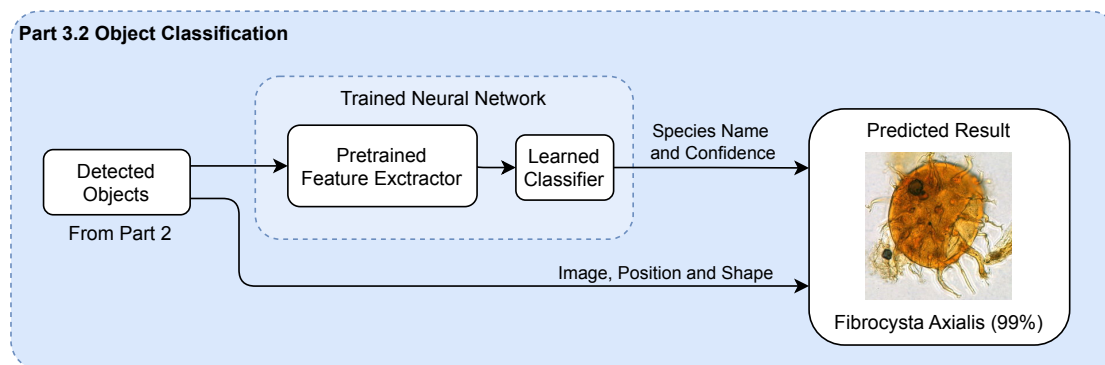 Part 3.2 Object Classification
Trained Neural Network
Detected
Objects
From Part 2
Pretrained
Feature Exctractor
Learned
Classifier
Species Name
and Confidence
Image, Position and Shape
Predicted Result
Fibrocysta Axialis (99%)